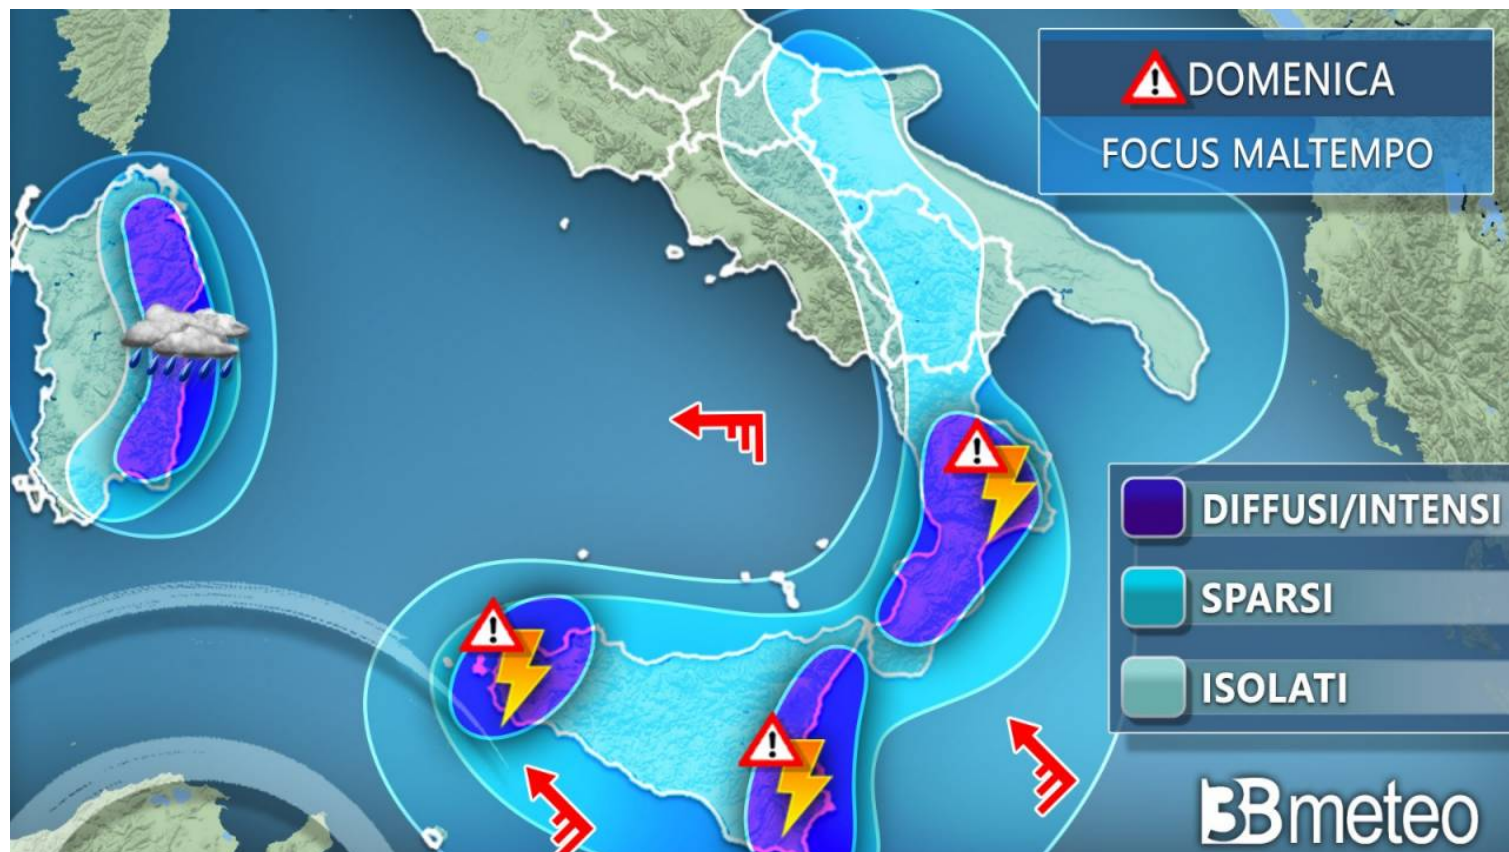 DOMENICA
FOCUS MALTEMPO
DIFFUSI/INTENSI
SPARSI
ISOLATI
3Bmeteo